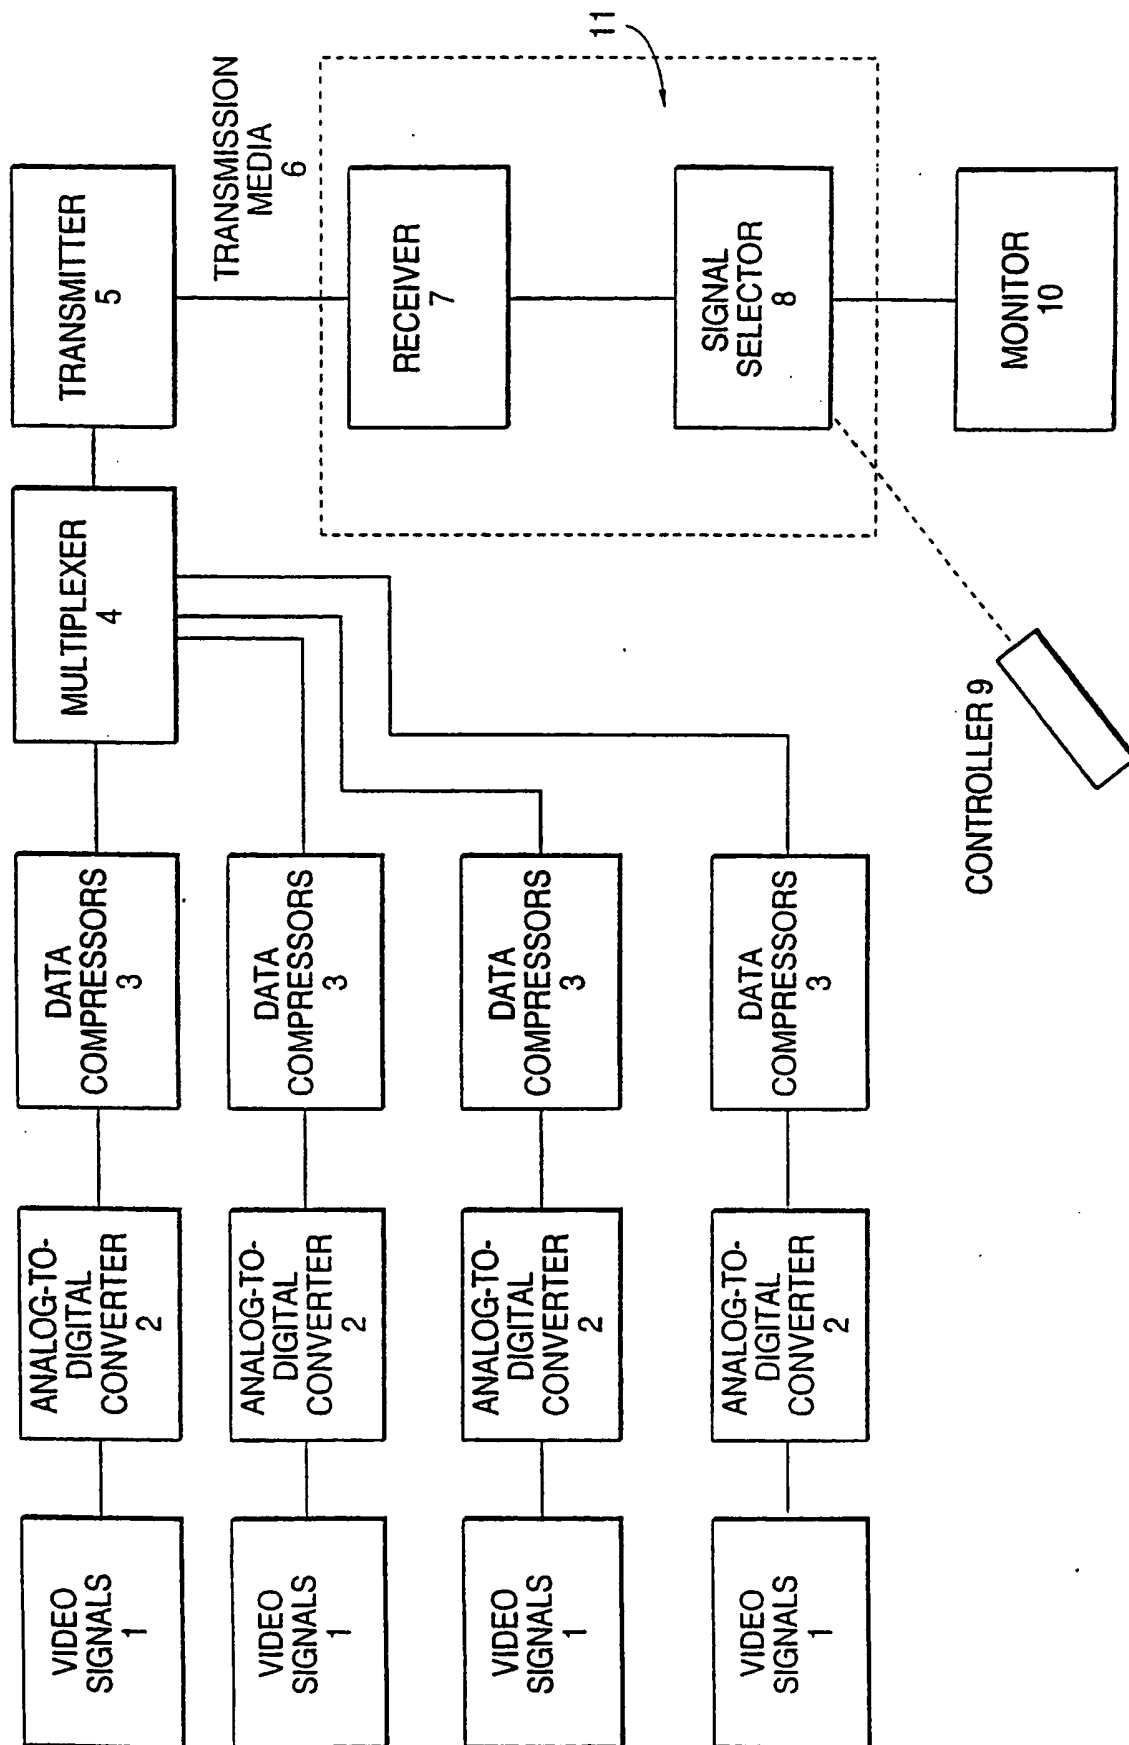 VIDEO
SIGNALS
1
ANALOG-TO-
DIGITAL
CONVERTER
2
DATA
COMPRESSORS
3
MULTIPLEXER
4
TRANSMITTER
5
VIDEO
SIGNALS
1
ANALOG-TO-
DIGITAL
CONVERTER
2
DATA
COMPRESSORS
3
VIDEO
SIGNALS
1
ANALOG-TO-
DIGITAL
CONVERTER
2
DATA
COMPRESSORS
3
VIDEO
SIGNALS
1
ANALOG-TO-
DIGITAL
CONVERTER
2
DATA
COMPRESSORS
3
TRANSMISSION
MEDIA
6
RECEIVER
7
11
SIGNAL
SELECTOR
8
CONTROLLER 9
MONITOR
10